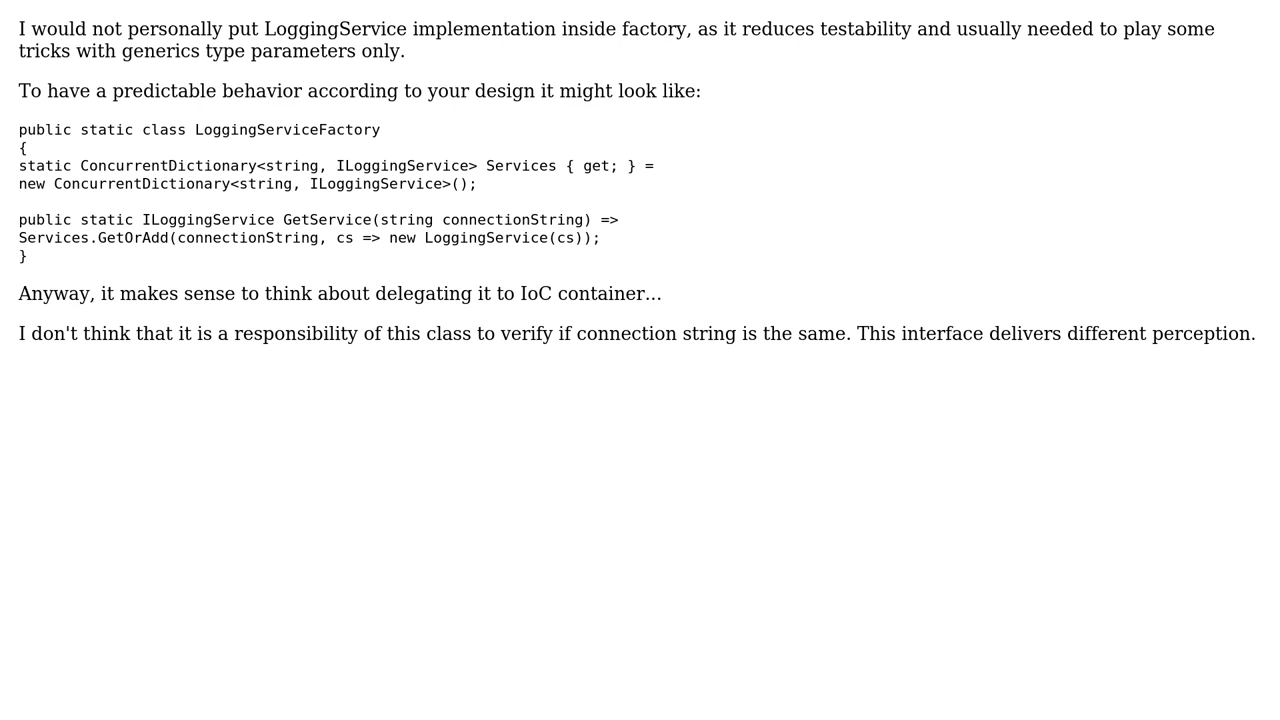 I would not personally put LoggingService implementation inside factory, as it reduces testability and usually needed to play some
tricks with generics type parameters only.
To have a predictable behavior according to your design it might look like:
public static class LoggingServiceFactory
{
static ConcurrentDictionary<string, ILoggingService> Services { get; } =
new ConcurrentDictionary<string, ILoggingService>();
public static ILoggingService GetService(string connectionString) =>
Services.GetOrAdd(connectionString, cs => new LoggingService(cs));
}
Anyway, it makes sense to think about delegating it to IoC container...
I don't think that it is a responsibility of this class to verify if connection string is the same. This interface delivers different perception.